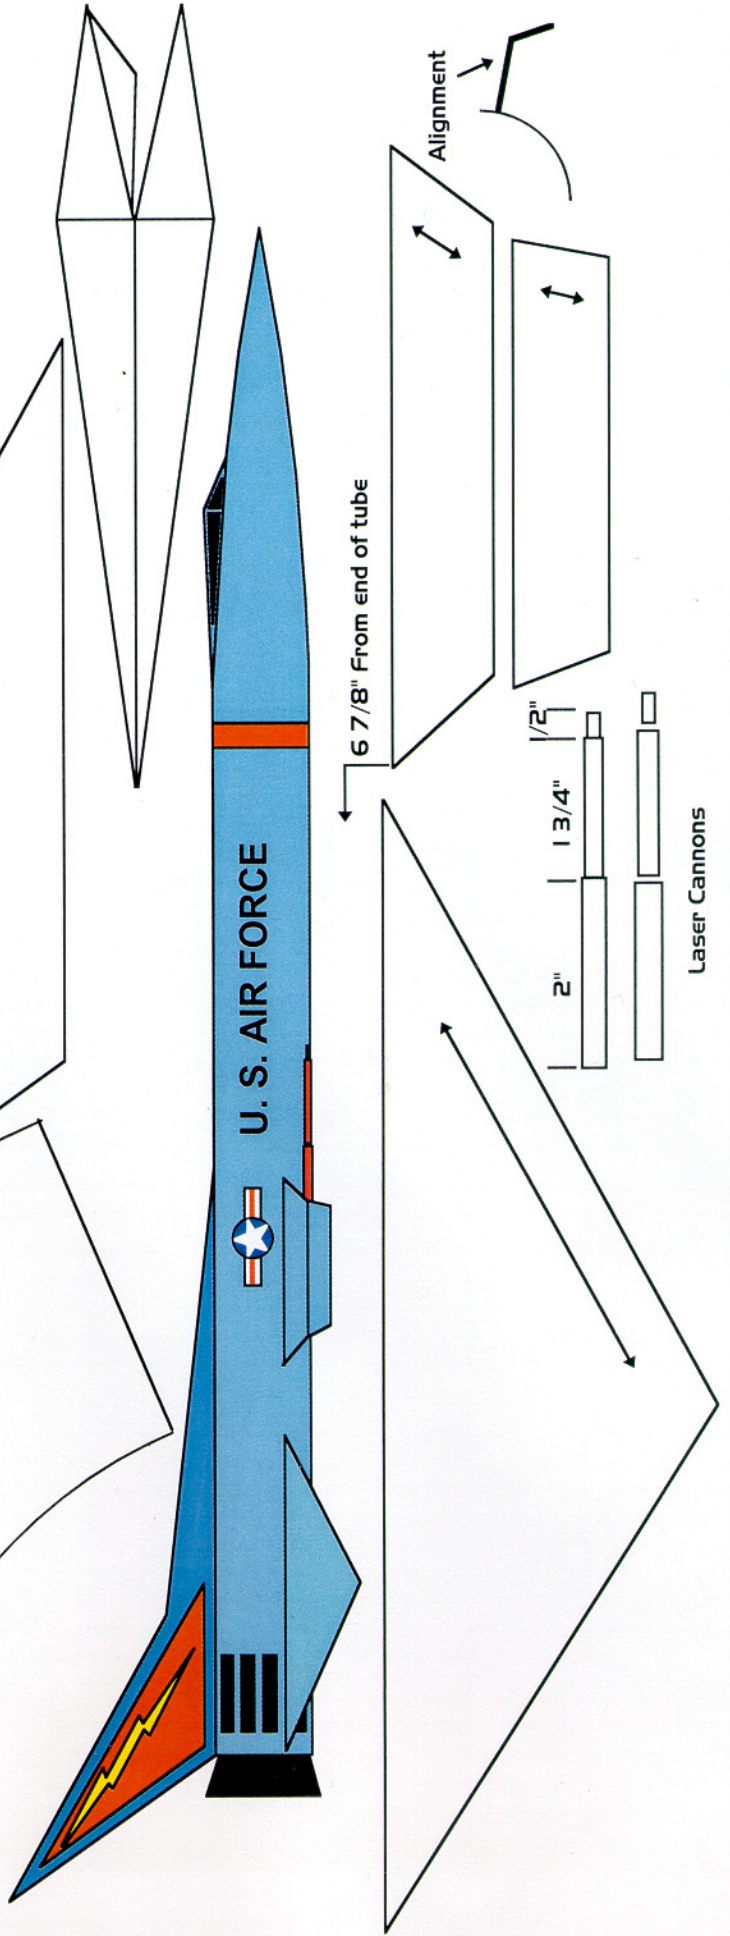 Alignment
6 7/8" From end of tube
U. S. AIR FORCE
1/2"
1 3/4"
2"
Laser Cannons